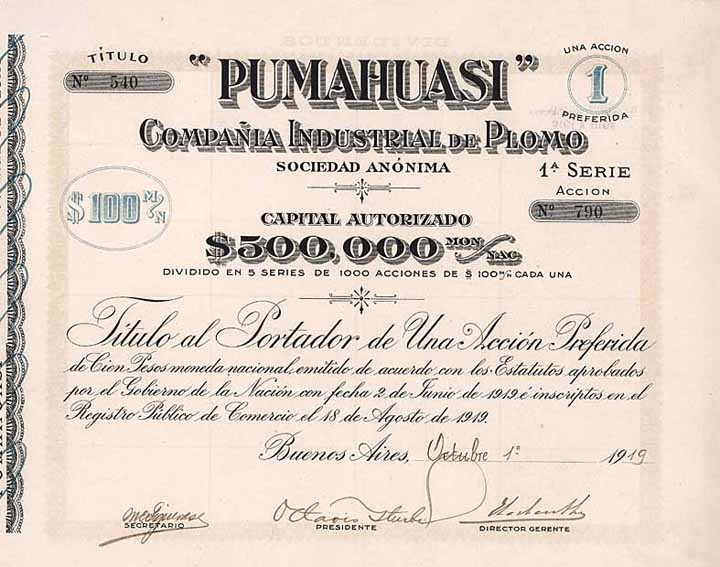 TÍTULO
Nº 540
"PUMAHUASI"
UNA ACCION
1
PREFERIDA
COMPAÑIA INDUSTRIAL DE PLOMO
SOCIEDAD ANÓNIMA
1ª SERIE
ACCION
Nº 790
$ 100 M/N
CAPITAL AUTORIZADO
$500.000 MON/NAC.
DIVIDIDO EN 5 SERIES DE 1000 ACCIONES DE $ 100 M/N CADA UNA
Título al Portador de Una Acción Preferida
de Cien Pesos moneda nacional, emitido de acuerdo con los Estatutos aprobados
por el Gobierno de la Nación con fecha 2 de Junio de 1919 é inscriptos en el
Registro Público de Comercio el 18 de Agosto de 1919.
Buenos Aires, Octubre 1º 1919
Octavio
SECRETARIO
PRESIDENTE
DIRECTOR GERENTE